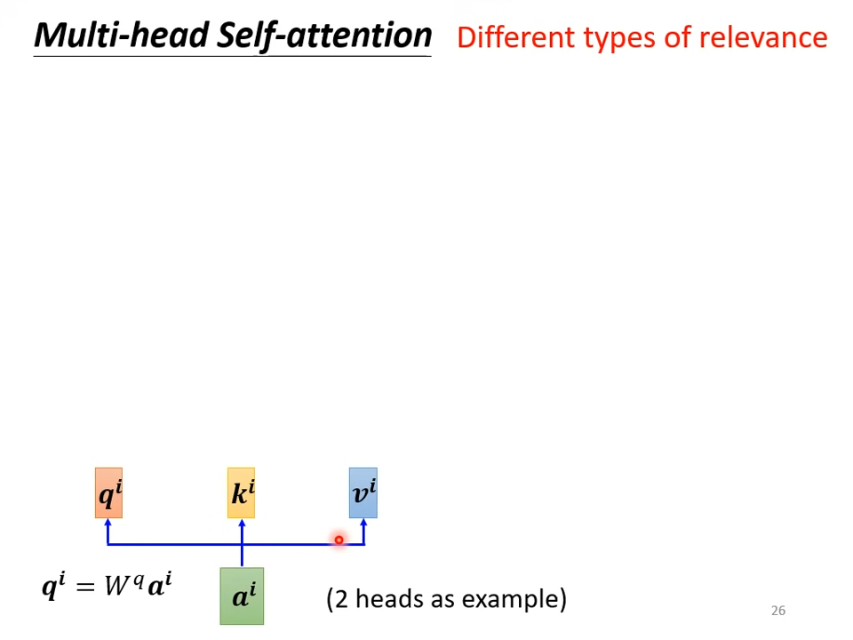 Multi-head Self-attention Different types of relevance
qⁱ kⁱ vⁱ
qⁱ = W^q aⁱ aⁱ (2 heads as example)
26